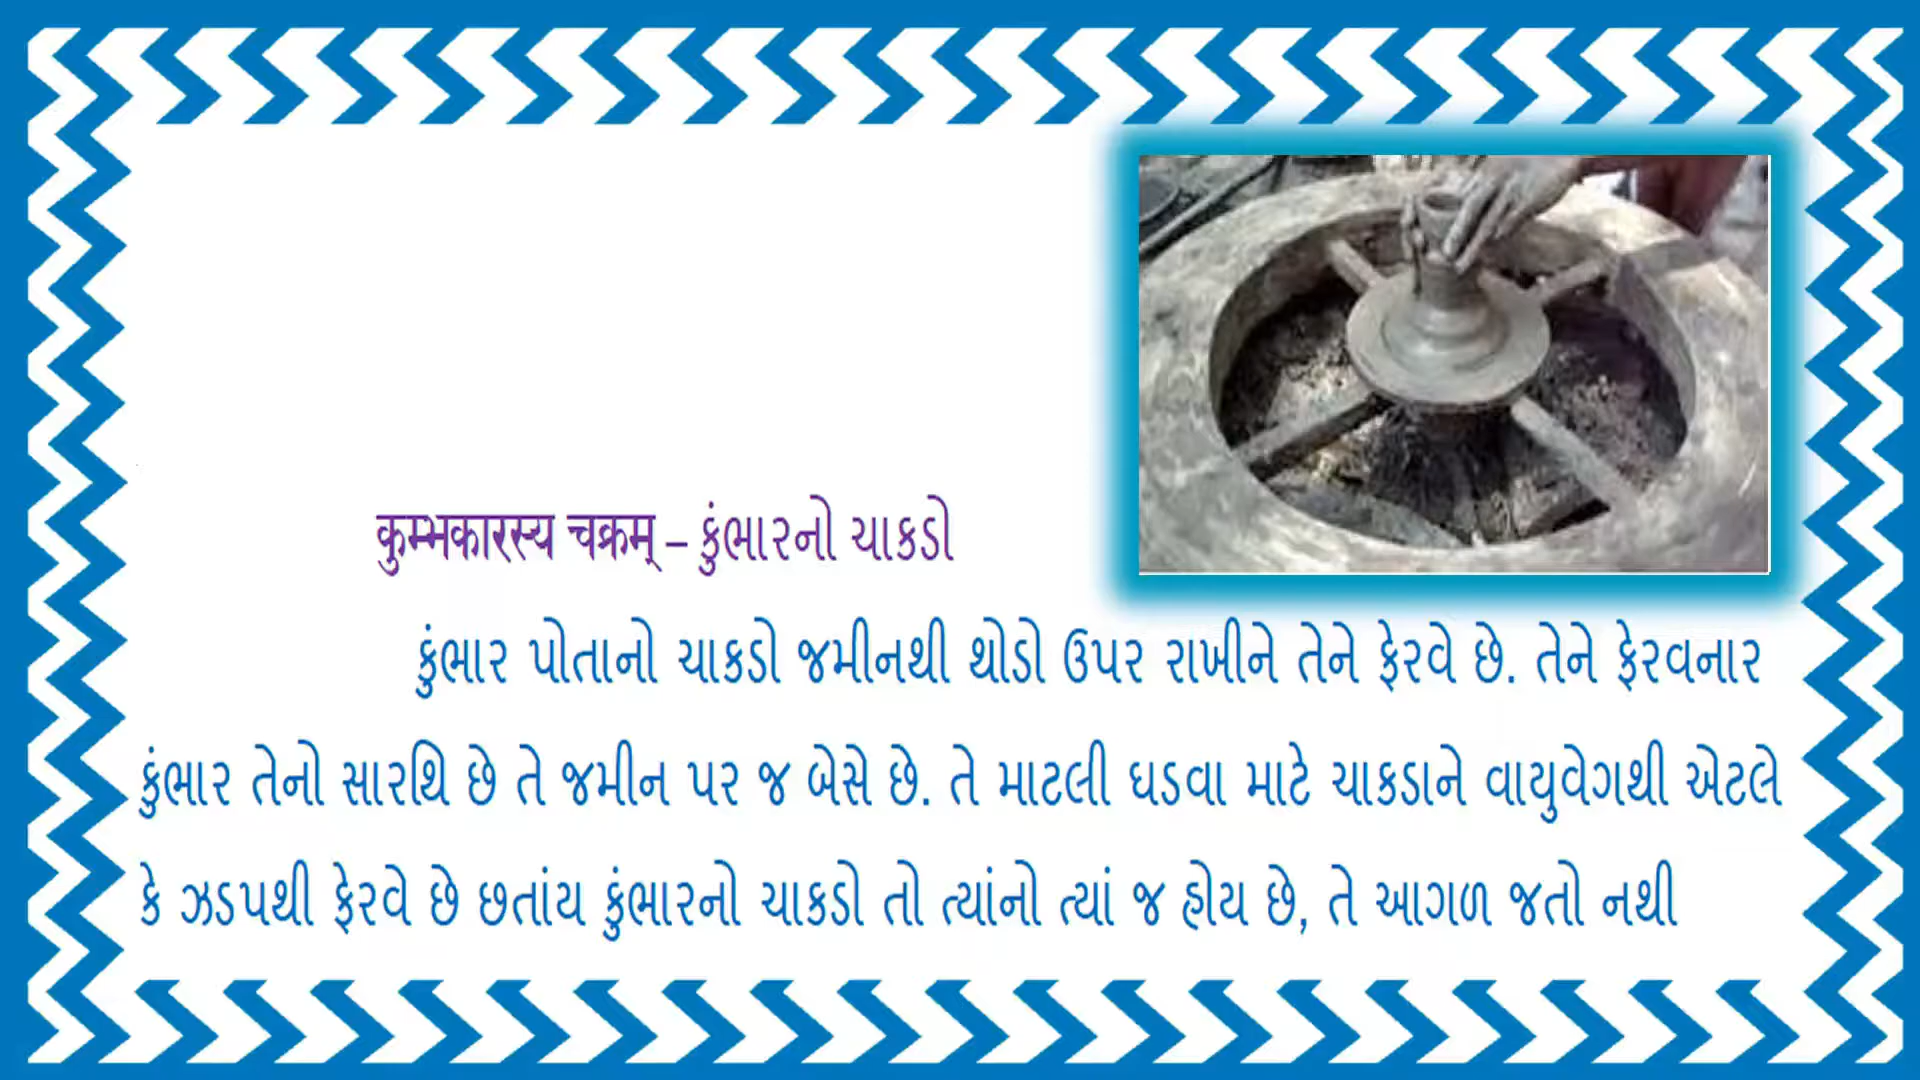 कुम्भकारस्य चक्रम् – કુંભારનો ચાકડો
કુંભાર પોતાનો ચાકડો જમીનથી થોડો ઉપર રાખીને તેને ફેરવે છે. તેને ફેરવનાર
કુંભાર તેનો સારથિ છે તે જમીન પર જ બેસે છે. તે માટલી ઘડવા માટે ચાકડાને વાયુવેગથી એટલે
કે ઝડપથી ફેરવે છે છતાંય કુંભારનો ચાકડો તો ત્યાંનો ત્યાં જ હોય છે, તે આગળ જતો નથી